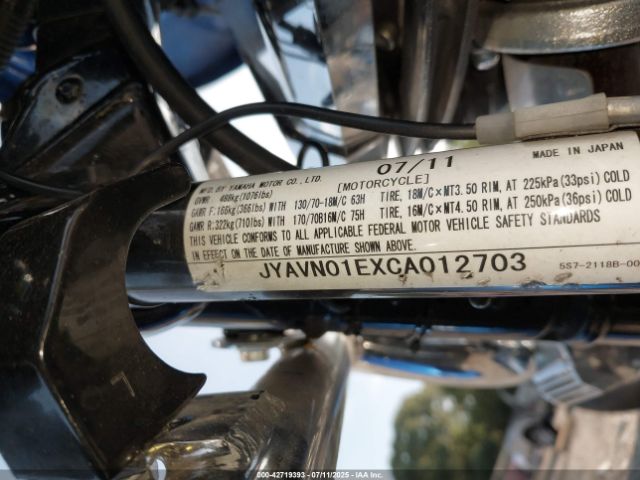 07/11
MFD. BY YAMAHA MOTOR CO., LTD. [MOTORCYCLE] MADE IN JAPAN
GVWR : 488kg(1076lbs)
GAWR F.166kg(366lbs) WITH 130/70-18M/C 63H TIRE, 18M/C×MT3.50 RIM, AT 225kPa(33psi) COLD
GAWR R.322kg(710lbs) WITH 170/70B16M/C 75H TIRE, 16M/C×MT4.50 RIM, AT 250kPa(36psi) COLD
THIS VEHICLE CONFORMS TO ALL APPLICABLE FEDERAL MOTOR VEHICLE SAFETY STANDARDS
IN EFFECT ON THE DATE OF MANUFACTURE SHOWN ABOVE.
JYAVN01EXCA012703
5S7-2118B-00
L
000-42719393 - 07/11/2025 - IAA Inc.